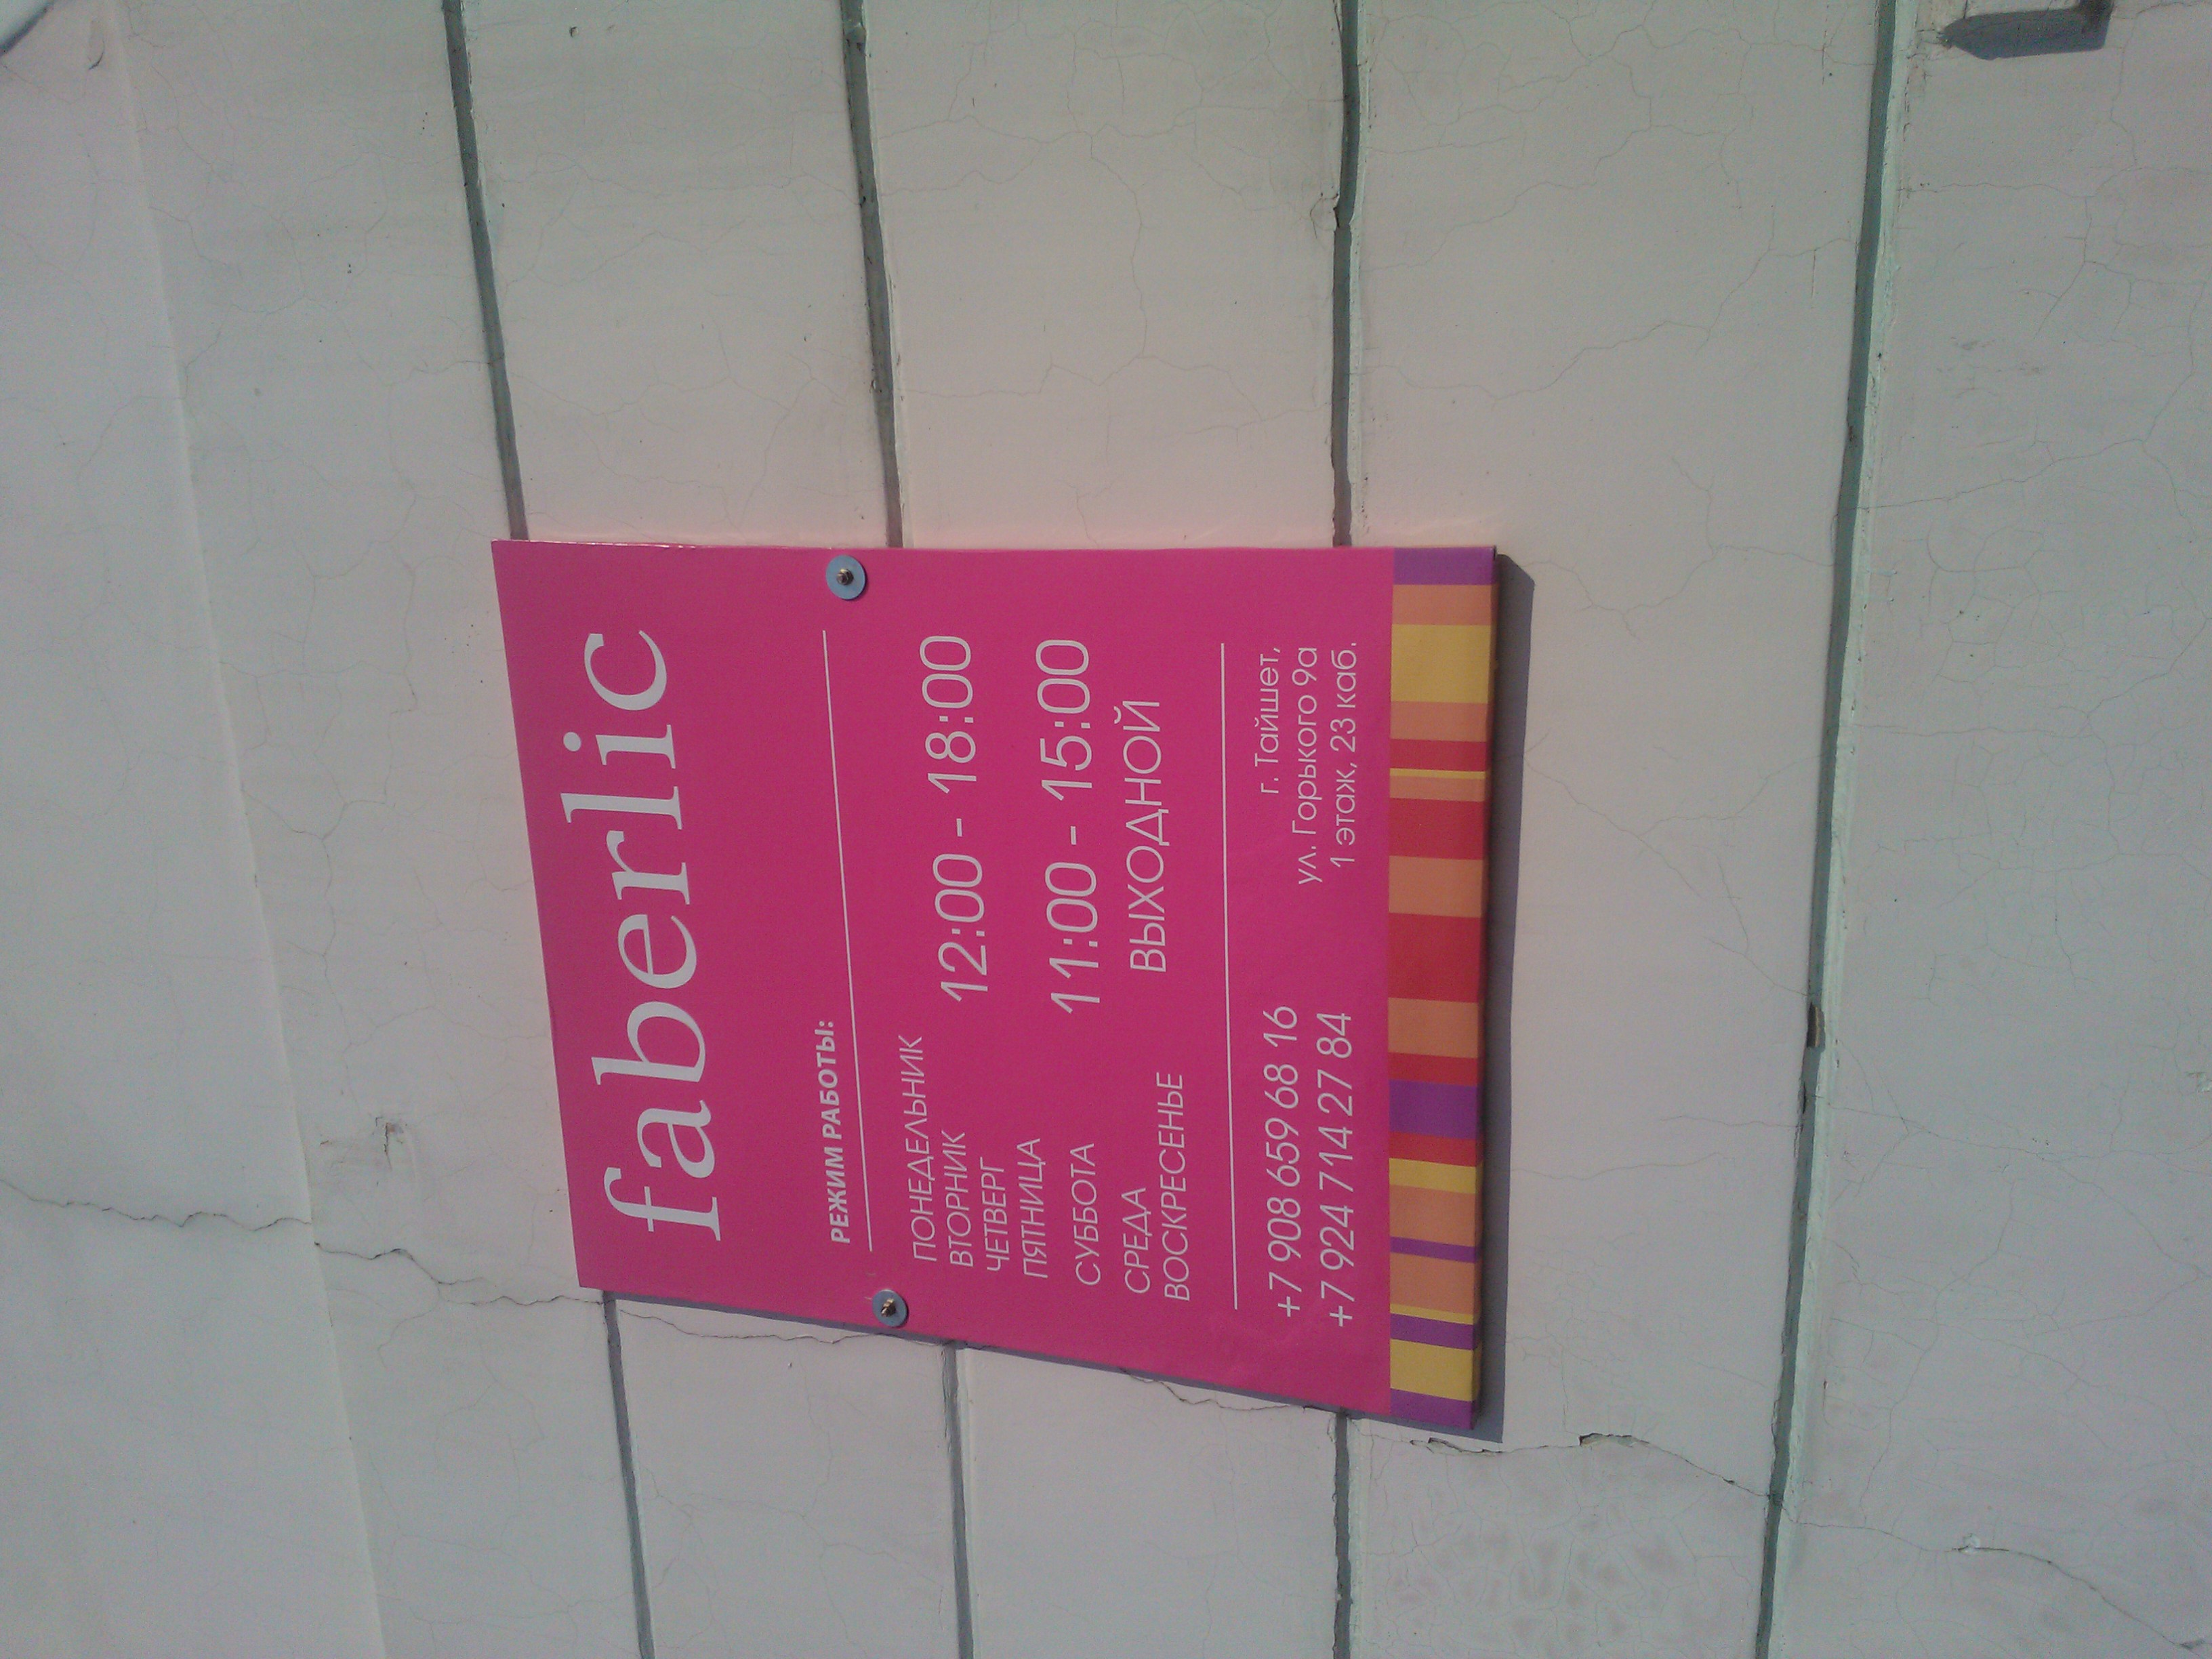 faberlic
РЕЖИМ РАБОТЫ:
ПОНЕДЕЛЬНИК
ВТОРНИК
ЧЕТВЕРГ
ПЯТНИЦА
12:00 - 18:00
СУББОТА
11:00 - 15:00
СРЕДА
ВОСКРЕСЕНЬЕ
ВЫХОДНОЙ
+7 908 659 68 16
+7 924 714 27 84
г. Тайшет,
ул. Горького 9а
1 этаж, 23 каб.